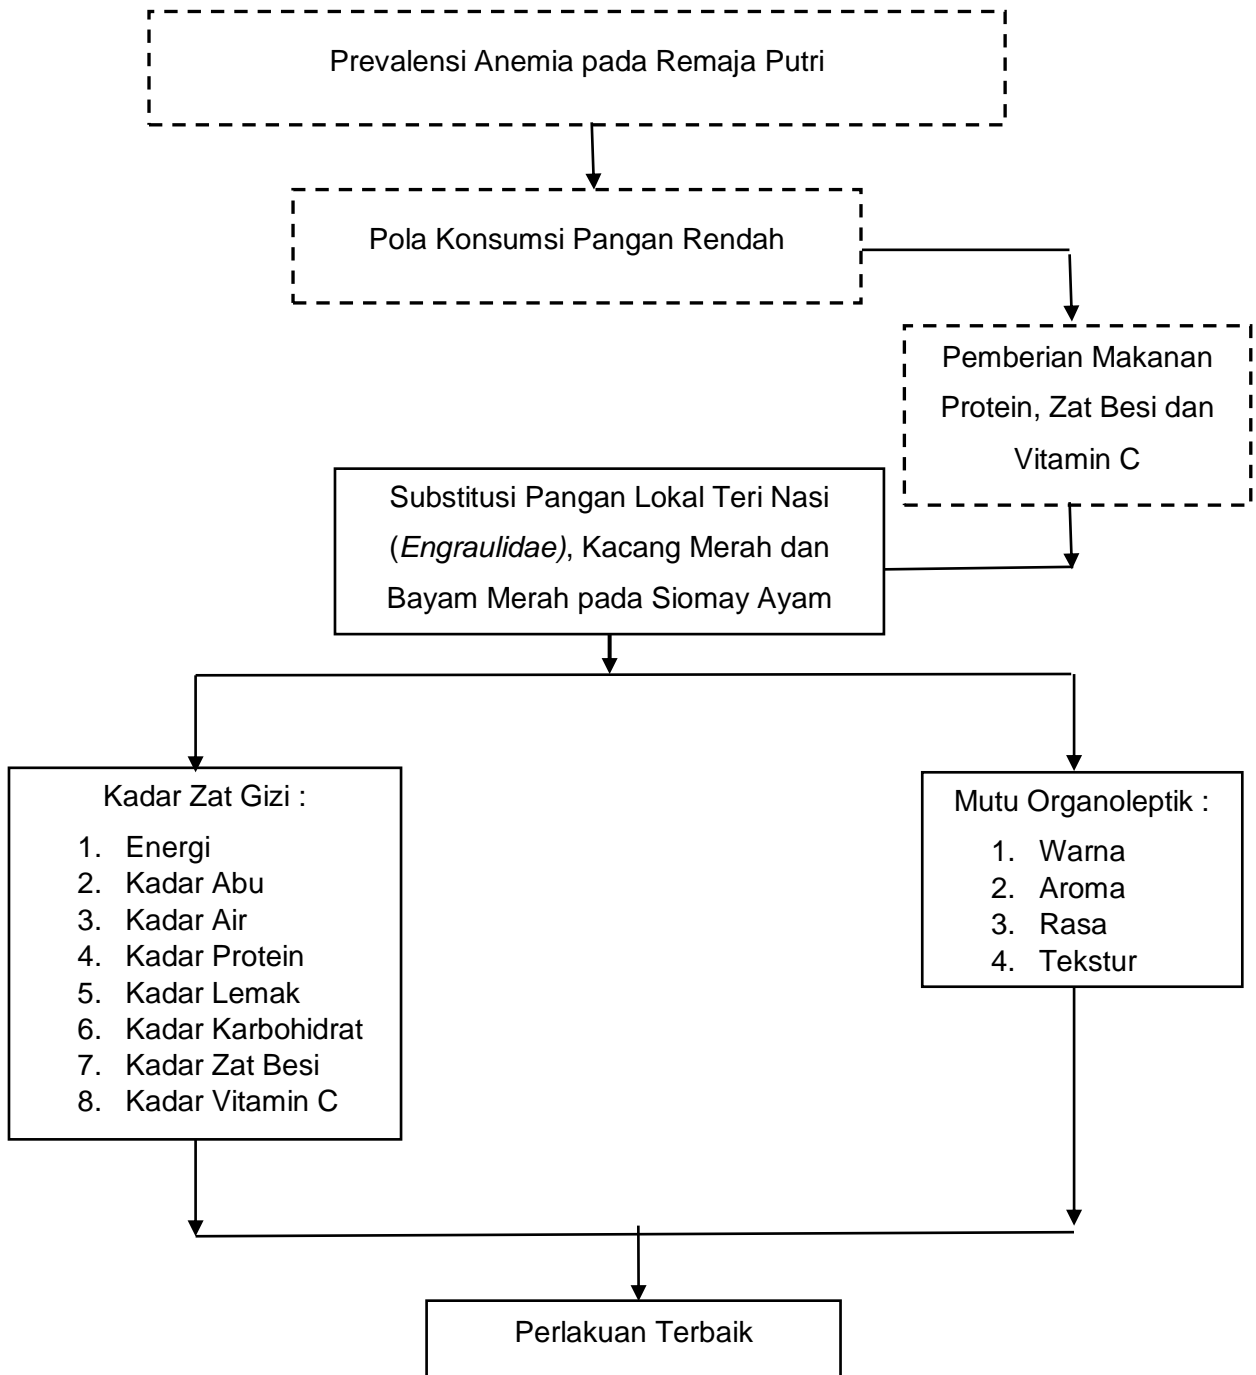 Prevalensi Anemia pada Remaja Putri
Pola Konsumsi Pangan Rendah
Pemberian Makanan
Protein, Zat Besi dan
Vitamin C
Substitusi Pangan Lokal Teri Nasi
(Engraulidae), Kacang Merah dan
Bayam Merah pada Siomay Ayam
Kadar Zat Gizi :
1. Energi
2. Kadar Abu
3. Kadar Air
4. Kadar Protein
5. Kadar Lemak
6. Kadar Karbohidrat
7. Kadar Zat Besi
8. Kadar Vitamin C
Mutu Organoleptik :
1. Warna
2. Aroma
3. Rasa
4. Tekstur
Perlakuan Terbaik